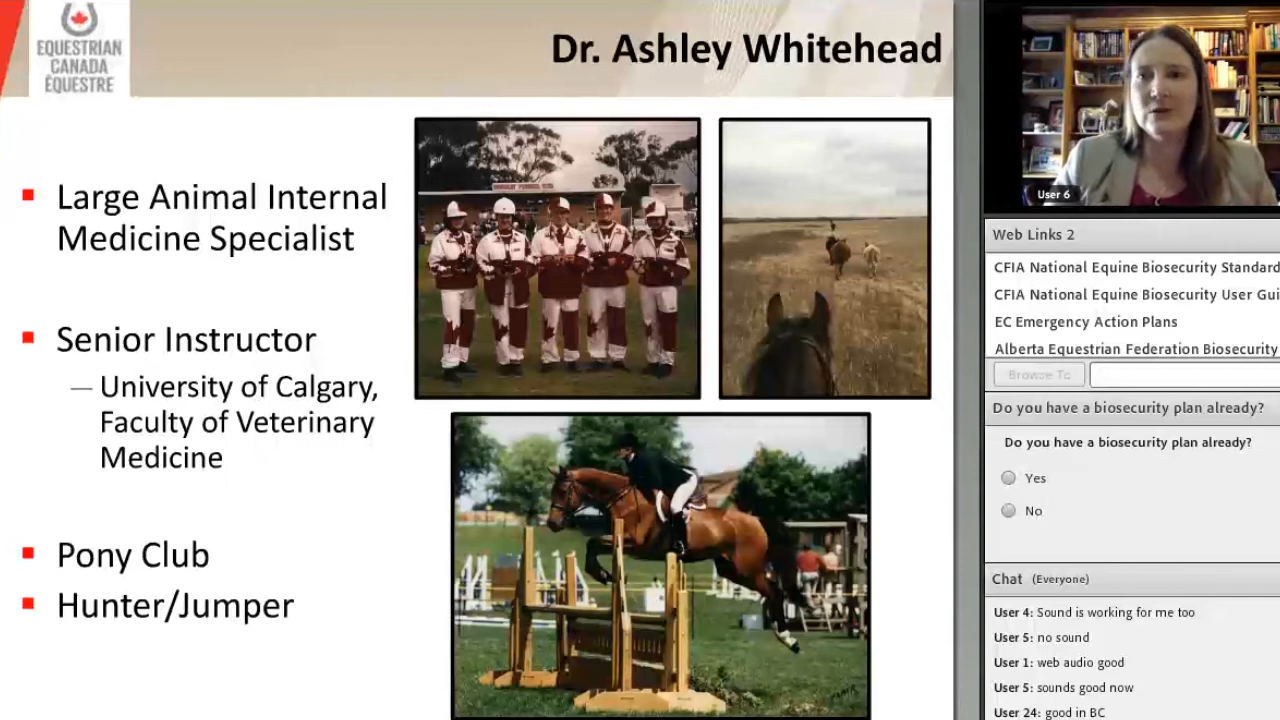 EQUESTRIAN
CANADA
ÉQUESTRE
Dr. Ashley Whitehead
Large Animal Internal
Medicine Specialist
Senior Instructor
— University of Calgary,
Faculty of Veterinary
Medicine
Pony Club
Hunter/Jumper
User 6
Web Links 2
CFIA National Equine Biosecurity Standard
CFIA National Equine Biosecurity User Gui
EC Emergency Action Plans
Alberta Equestrian Federation Biosecurity
Browse To
Do you have a biosecurity plan already?
Do you have a biosecurity plan already?
Yes
No
Chat (Everyone)
User 4: Sound is working for me too
User 5: no sound
User 1: web audio good
User 5: sounds good now
User 24: good in BC